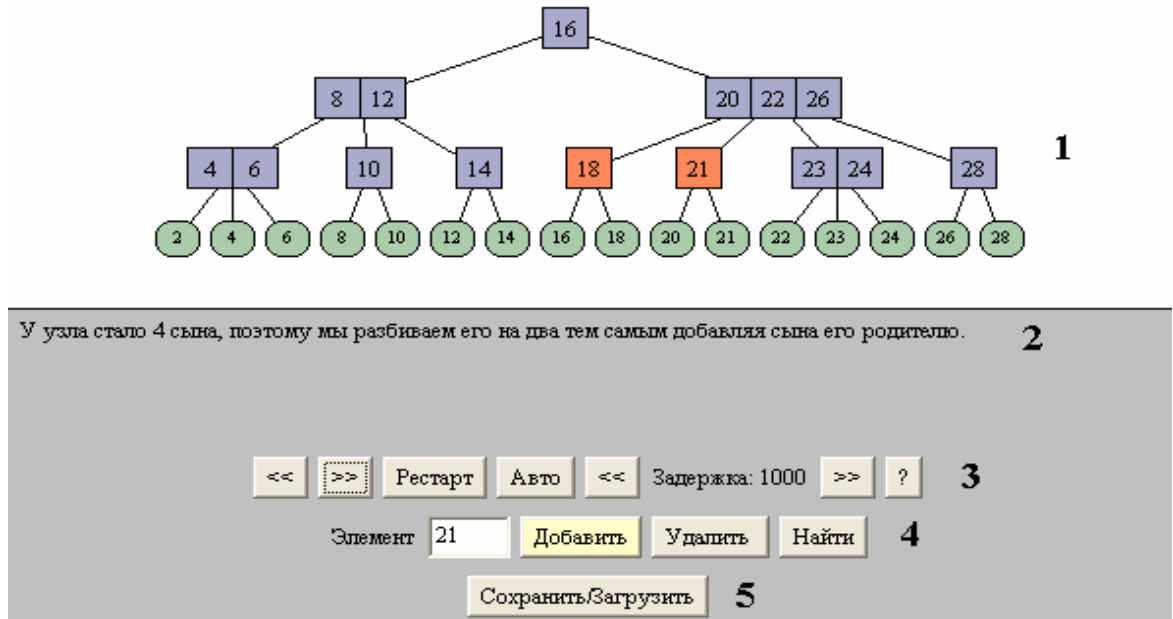 16
8 12 20 22 26
4 6 10 14 18 21 23 24 28 1
2 4 6 8 10 12 14 16 18 20 21 22 23 24 26 28
У узла стало 4 сына, поэтому мы разбиваем его на два тем самым добавляя сына его родителю. 2
<< >> Рестарт Авто << Задержка: 1000 >> ? 3
Элемент 21 Добавить Удалить Найти 4
Сохранить/Загрузить 5